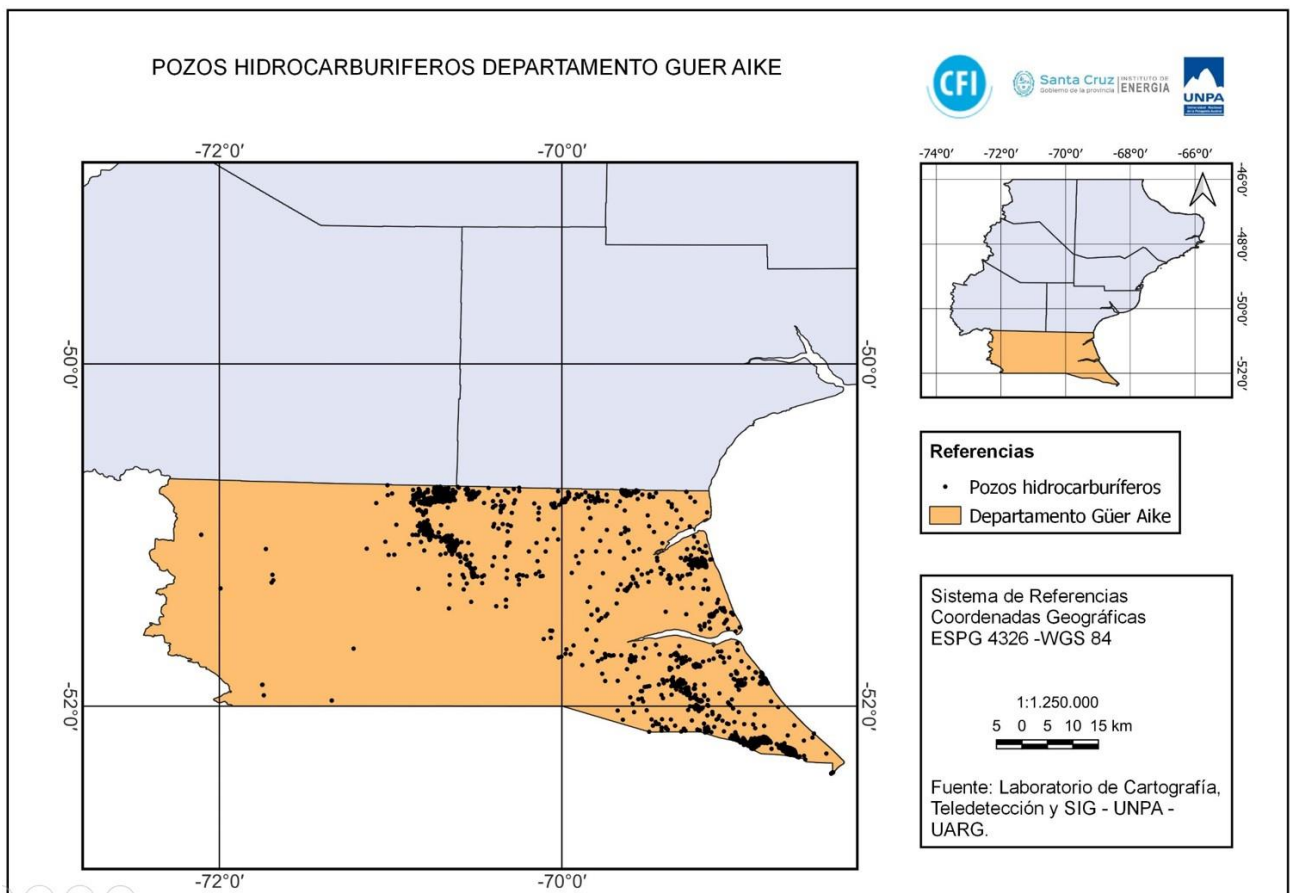 POZOS HIDROCARBURIFEROS DEPARTAMENTO GUER AIKE
CFI
Santa Cruz
Gobierno de la provincia
INSTITUTO DE
ENERGIA
UNPA
-72°0′ -70°0′
-50°0′ -50°0′
-52°0′ -52°0′
-72°0′ -70°0′
-74°0′ -72°0′ -70°0′ -68°0′ -66°0′
-46°0′
-48°0′
-50°0′
-52°0′
Referencias
Pozos hidrocarburíferos
Departamento Güer Aike
Sistema de Referencias
Coordenadas Geográficas
ESPG 4326 -WGS 84
1:1.250.000
5 0 5 10 15 km
Fuente: Laboratorio de Cartografía,
Teledetección y SIG - UNPA -
UARG.